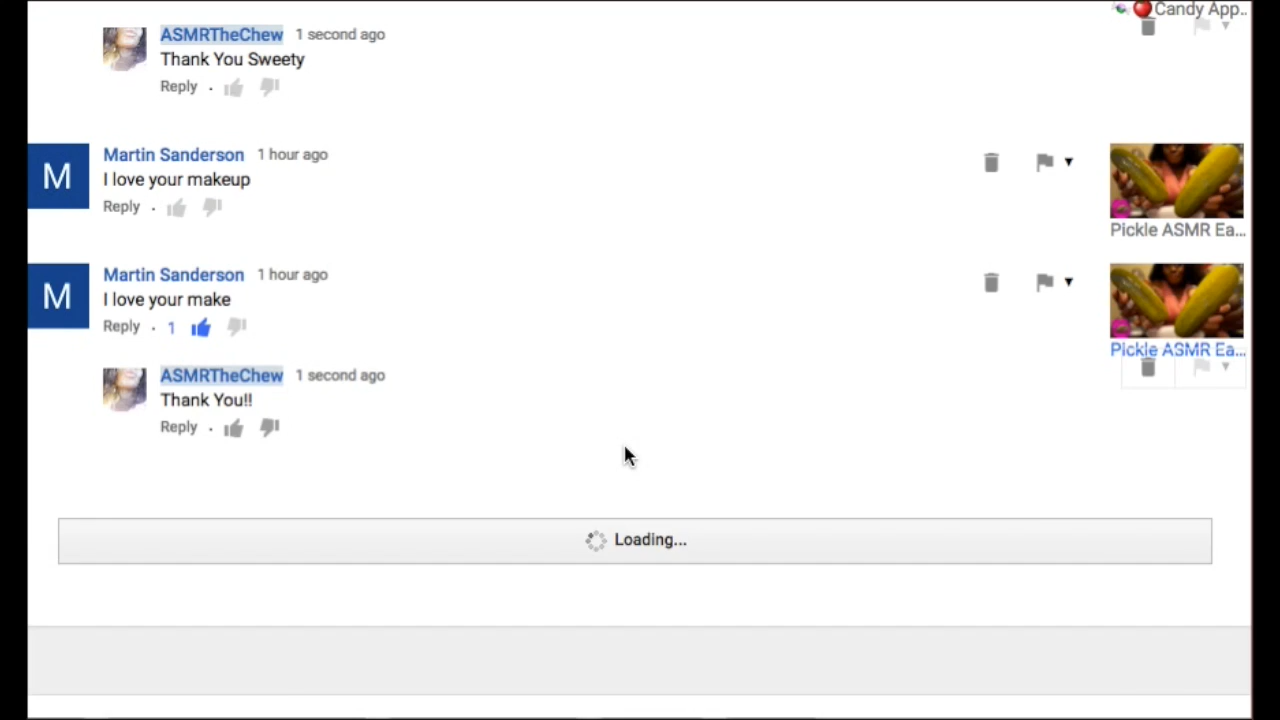 Candy App..
ASMRTheChew 1 second ago
Thank You Sweety
Reply .
M
Martin Sanderson 1 hour ago
I love your makeup
Reply .
Pickle ASMR Ea...
M
Martin Sanderson 1 hour ago
I love your make
Reply . 1
Pickle ASMR Ea...
ASMRTheChew 1 second ago
Thank You!!
Reply .
Loading...